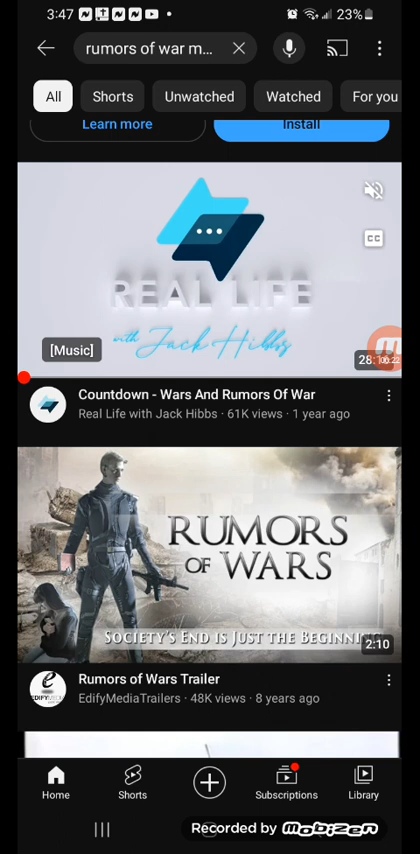 3:47
23%
rumors of war m...
All
Shorts
Unwatched
Watched
For you
Learn more
Install
REAL LIFE
with Jack Hibbs
[Music]
00:22
Countdown - Wars And Rumors Of War
Real Life with Jack Hibbs · 61K views · 1 year ago
RUMORS
OF WARS
SOCIETY'S END IS JUST THE BEGINNING
2:10
Rumors of Wars Trailer
EdifyMediaTrailers · 48K views · 8 years ago
Home
Shorts
Subscriptions
Library
Recorded by mobizen